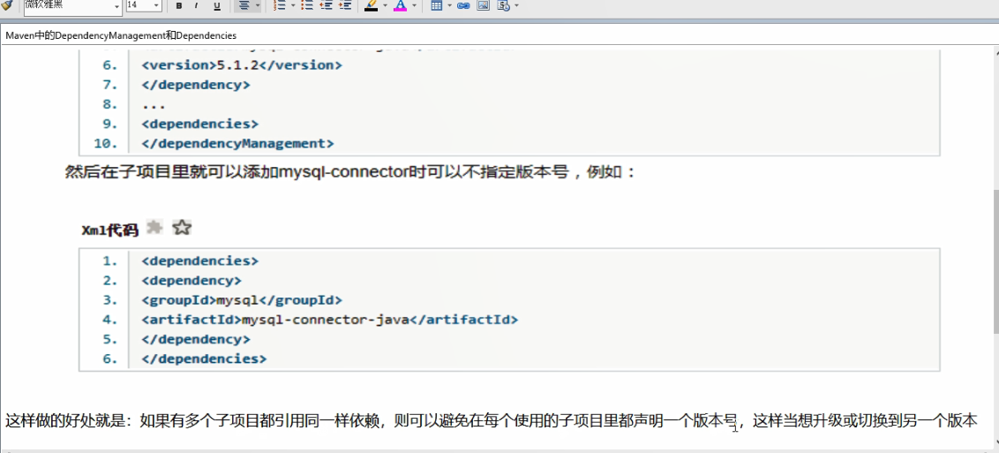 微软雅黑
14
B I U
Maven中的DependencyManagement和Dependencies
6. <version>5.1.2</version>
7. </dependency>
8. ...
9. <dependencies>
10. </dependencyManagement>
然后在子项目里就可以添加mysql-connector时可以不指定版本号，例如：
Xml代码
1. <dependencies>
2. <dependency>
3. <groupId>mysql</groupId>
4. <artifactId>mysql-connector-java</artifactId>
5. </dependency>
6. </dependencies>
这样做的好处就是：如果有多个子项目都引用同一样依赖，则可以避免在每个使用的子项目里都声明一个版本号，这样当想升级或切换到另一个版本